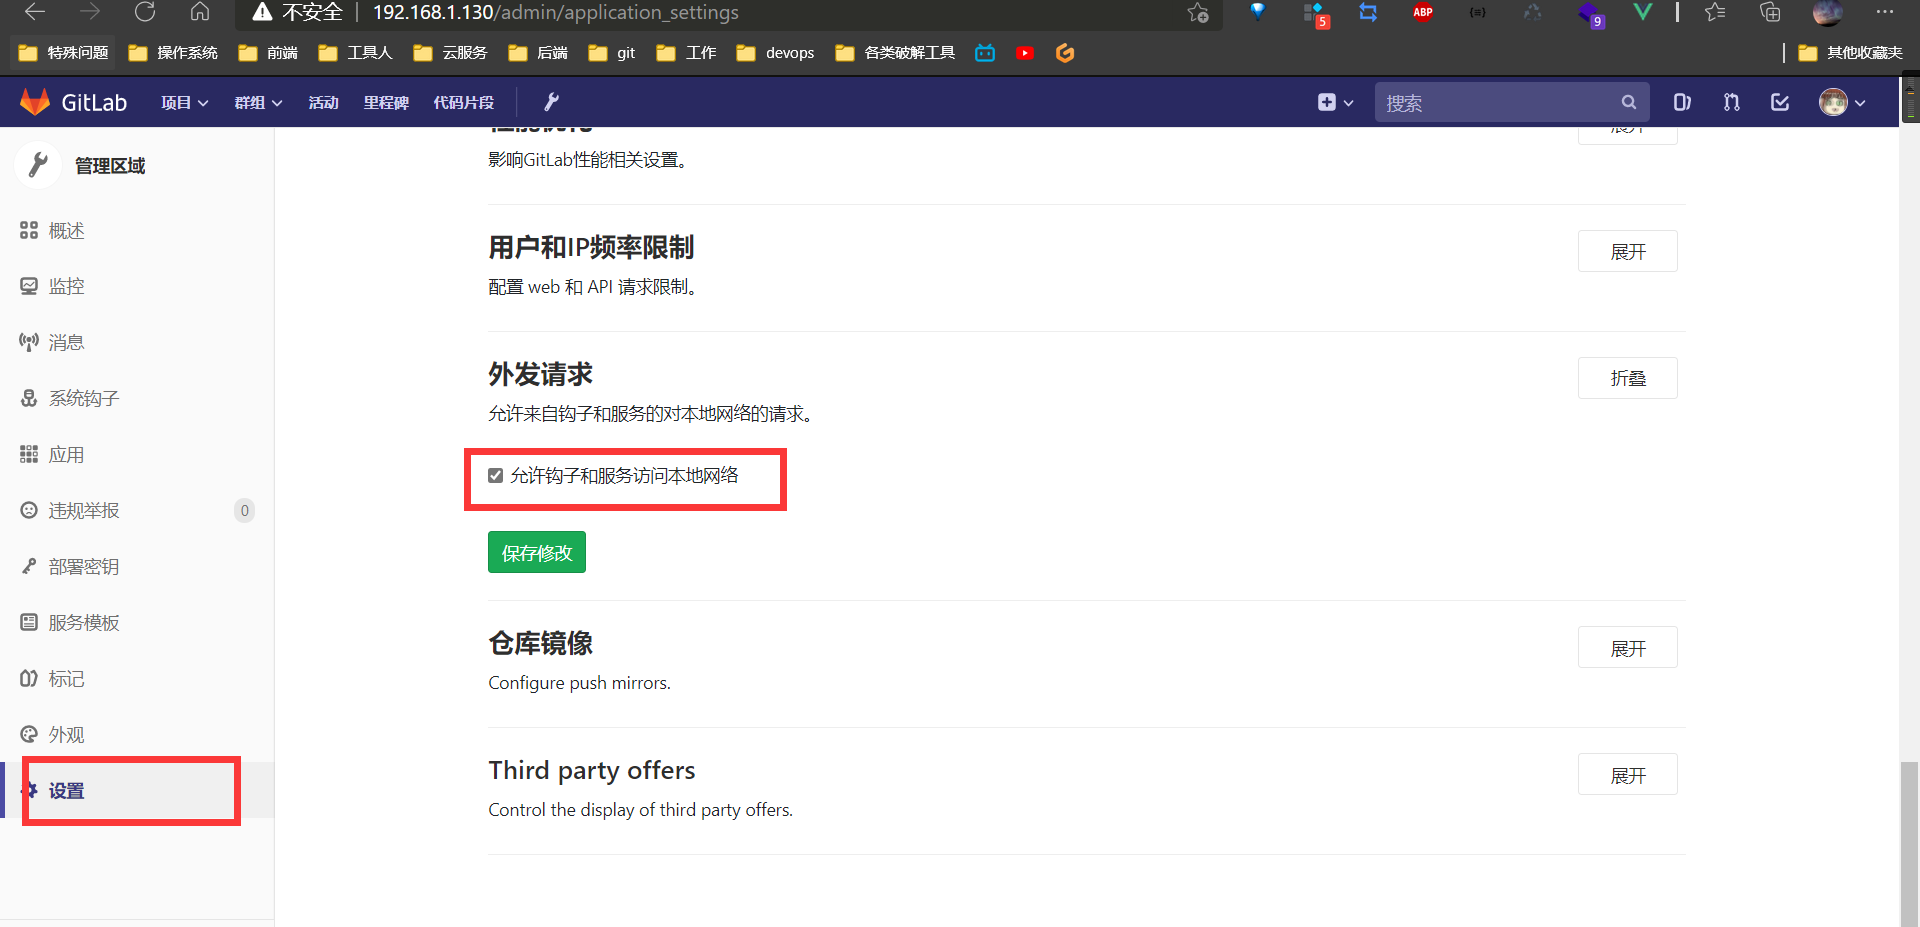 不安全 192.168.1.130/admin/application_settings
5 ABP 9
特殊问题 操作系统 前端 工具人 云服务 后端 git 工作 devops 各类破解工具 其他收藏夹
GitLab 项目 群组 活动 里程碑 代码片段 搜索
管理区域
概述
监控
消息
系统钩子
应用
违规举报 0
部署密钥
服务模板
标记
外观
设置
性能优化 展开
影响GitLab性能相关设置。
用户和IP频率限制 展开
配置 web 和 API 请求限制。
外发请求 折叠
允许来自钩子和服务的对本地网络的请求。
允许钩子和服务访问本地网络
保存修改
仓库镜像 展开
Configure push mirrors.
Third party offers 展开
Control the display of third party offers.